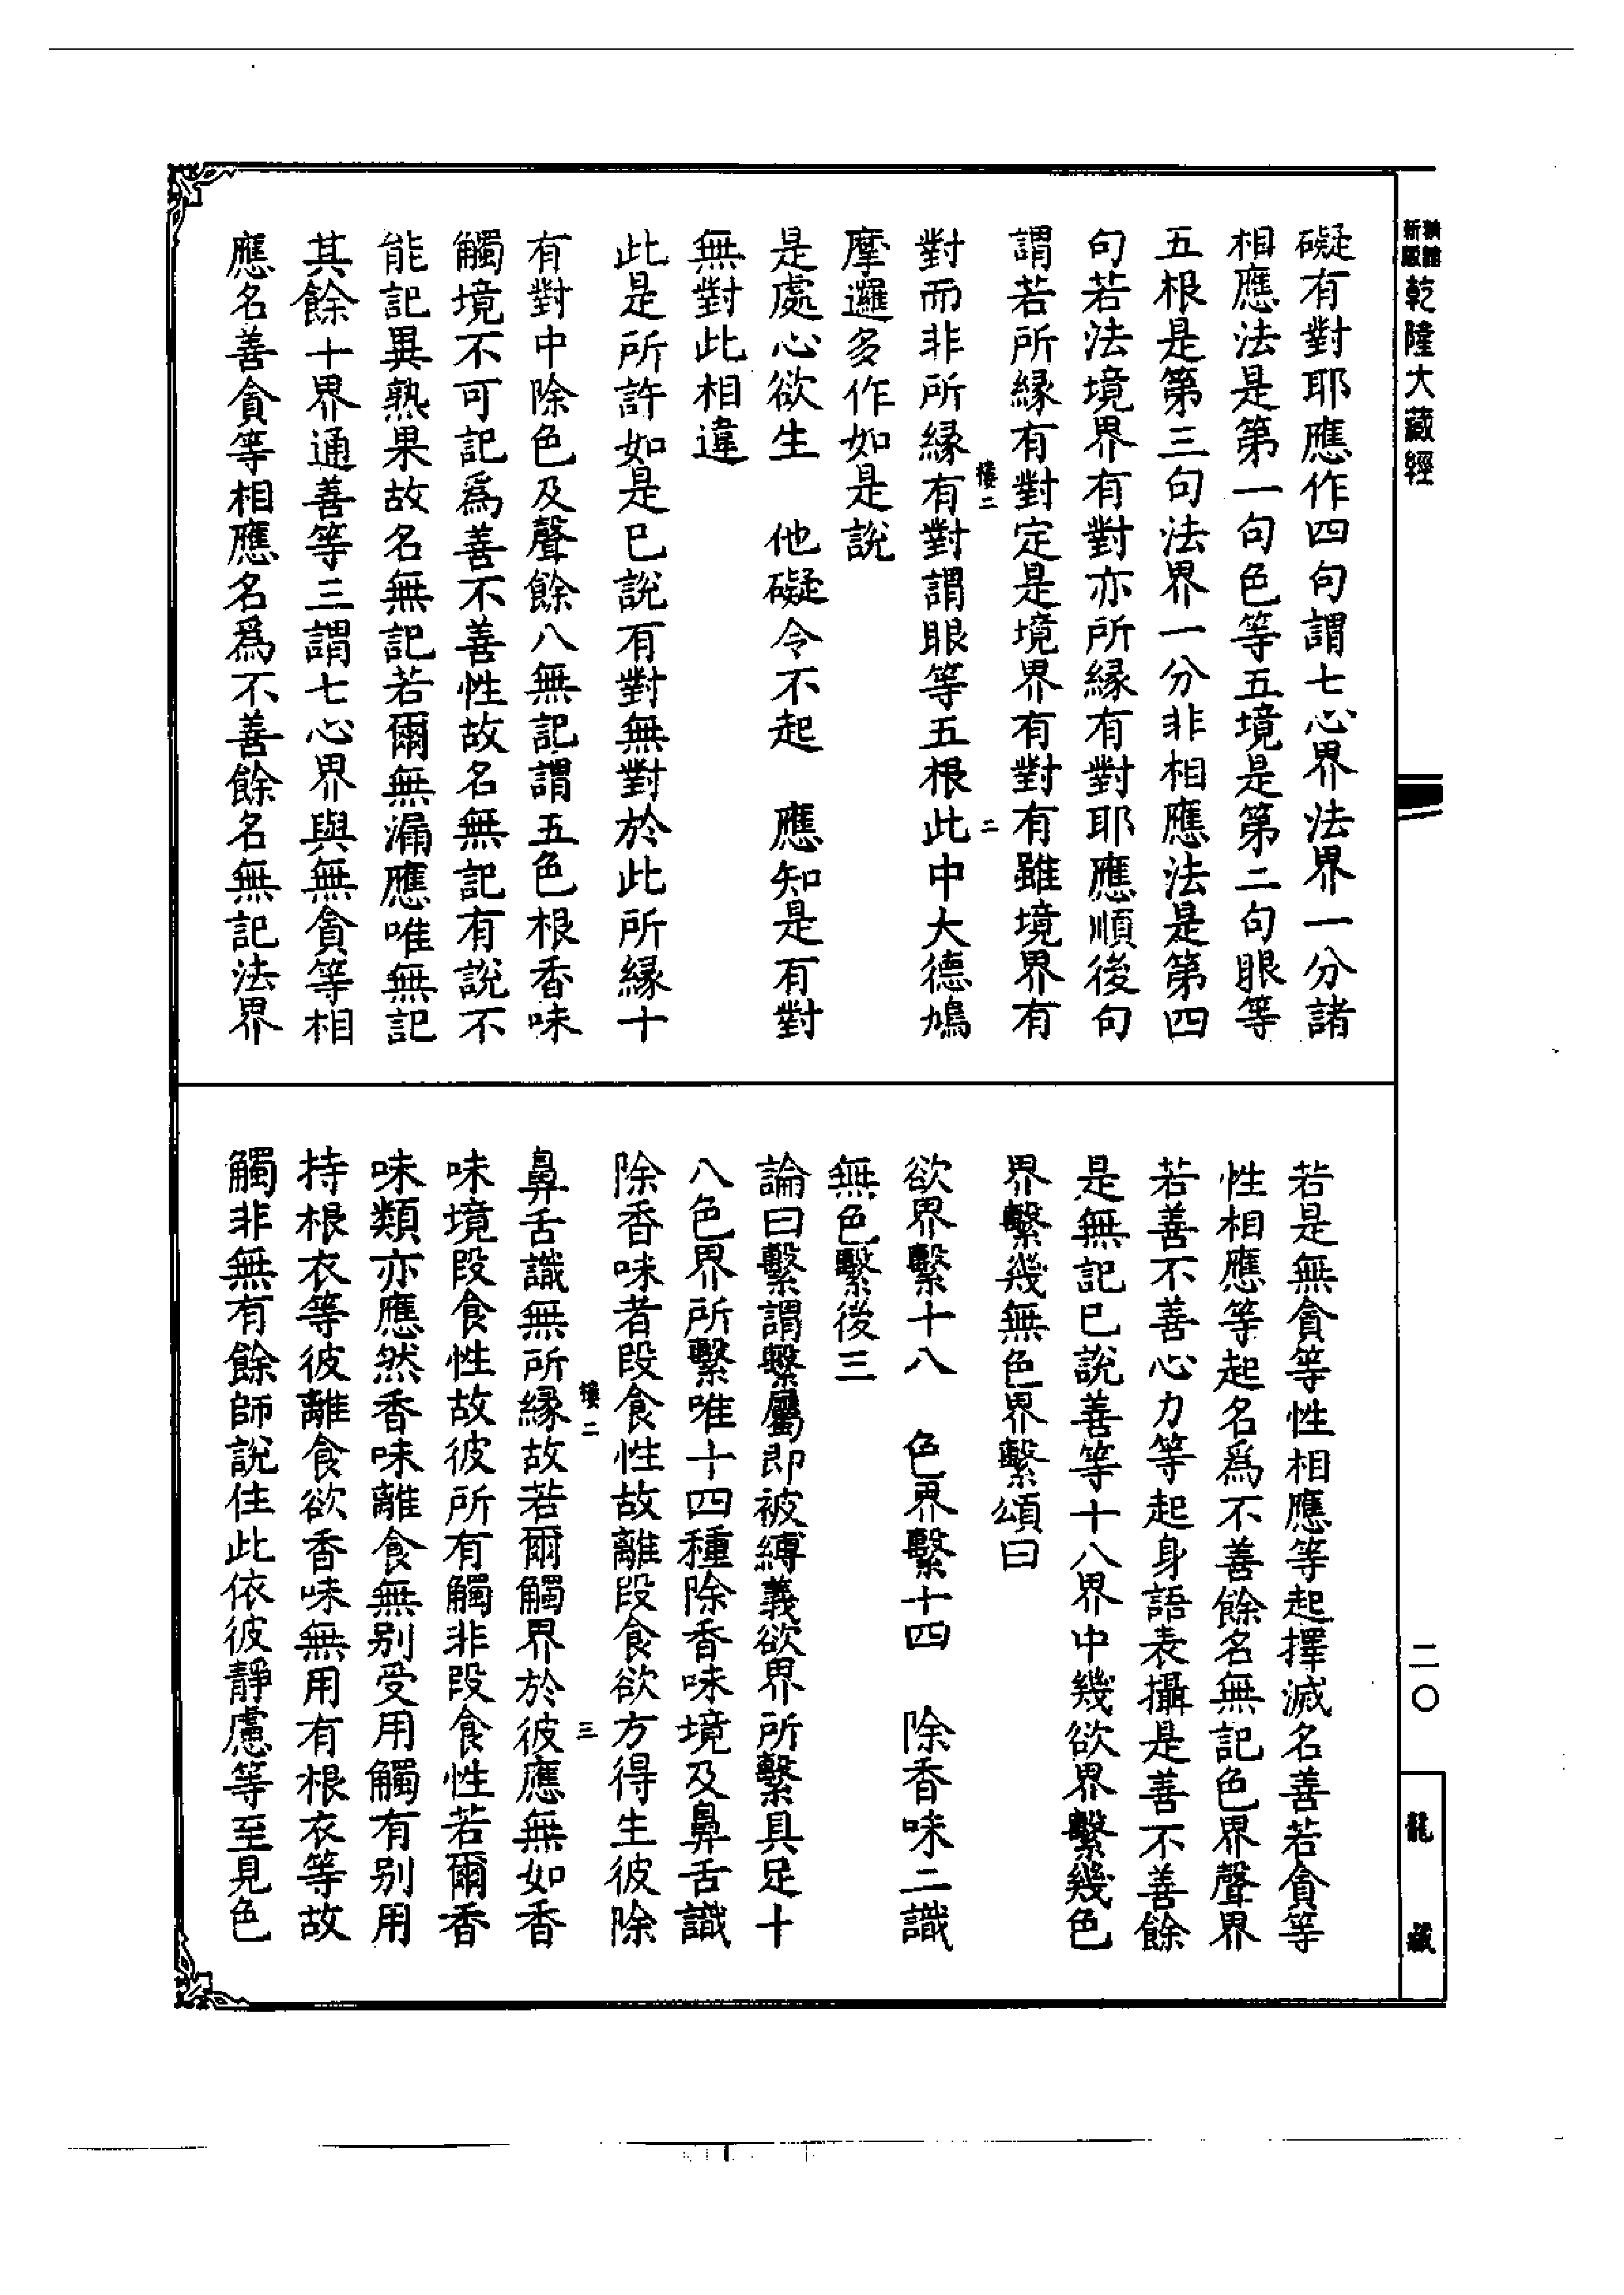 乾隆大藏經
礙有對耶應作四句謂七心界法界一分諸
相應法是第一句色等五境是第二句眼等
五根是第三句法界一分非相應法是第四
句若法境界有對亦所緣有對耶應順後句
謂若所緣有對定是境界有對有雖境界有
對而非所緣有對謂眼等五根此中大德鳩
摩邏多作如是說
是處心欲生　他礙令不起　應知是有對
無對此相違
此是所許如是已說有對無對於此所緣十
有對中除色及聲餘八無記謂五色根香味
觸境不可記爲善不善性故名無記有說不
能記異熟果故名無記若爾無漏應唯無記
其餘十界通善等三謂七心界與無貪等相
應名善貪等相應名爲不善餘名無記法界
若是無貪等性相應等起擇滅名善若貪等
性相應等起名爲不善餘名無記色界聲界
若善不善心力等起身語表攝是善不善餘
是無記已說善等十八界中幾欲界繫幾色
界繫幾無色界繫頌曰
欲界繫十八　色界繫十四　除香味二識
無色繫後三
論曰繫謂繫屬即被縛義欲界所繫具足十
八色界所繫唯十四種除香味境及鼻舌識
除香味者段食性故離段食欲方得生彼除
鼻舌識無所緣故若爾觸界於彼應無如香
味境段食性故彼所有觸非段食性若爾香
味類亦應然香味離食無別受用觸有別用
持根衣等彼離食欲香味無用有根衣等故
觸非無有餘師說住此依彼靜慮等至見色
二〇
龍藏